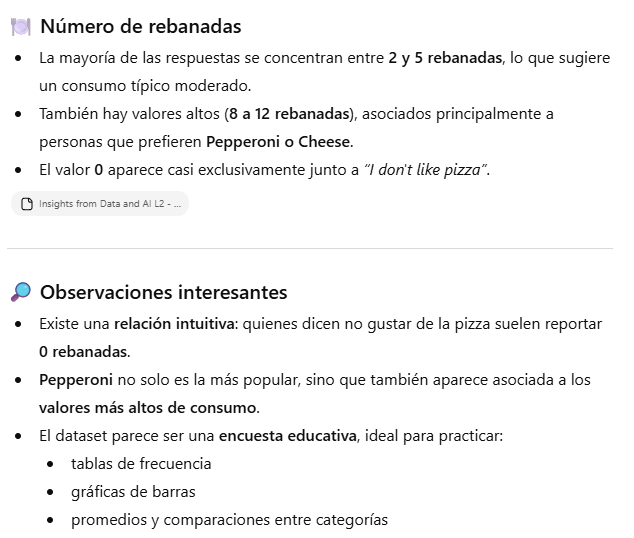 Número de rebanadas
La mayoría de las respuestas se concentran entre 2 y 5 rebanadas, lo que sugiere
un consumo típico moderado.
También hay valores altos (8 a 12 rebanadas), asociados principalmente a
personas que prefieren Pepperoni o Cheese.
El valor 0 aparece casi exclusivamente junto a “I don't like pizza”.
Insights from Data and AI L2 - ...
Observaciones interesantes
Existe una relación intuitiva: quienes dicen no gustar de la pizza suelen reportar
0 rebanadas.
Pepperoni no solo es la más popular, sino que también aparece asociada a los
valores más altos de consumo.
El dataset parece ser una encuesta educativa, ideal para practicar:
tablas de frecuencia
gráficas de barras
promedios y comparaciones entre categorías